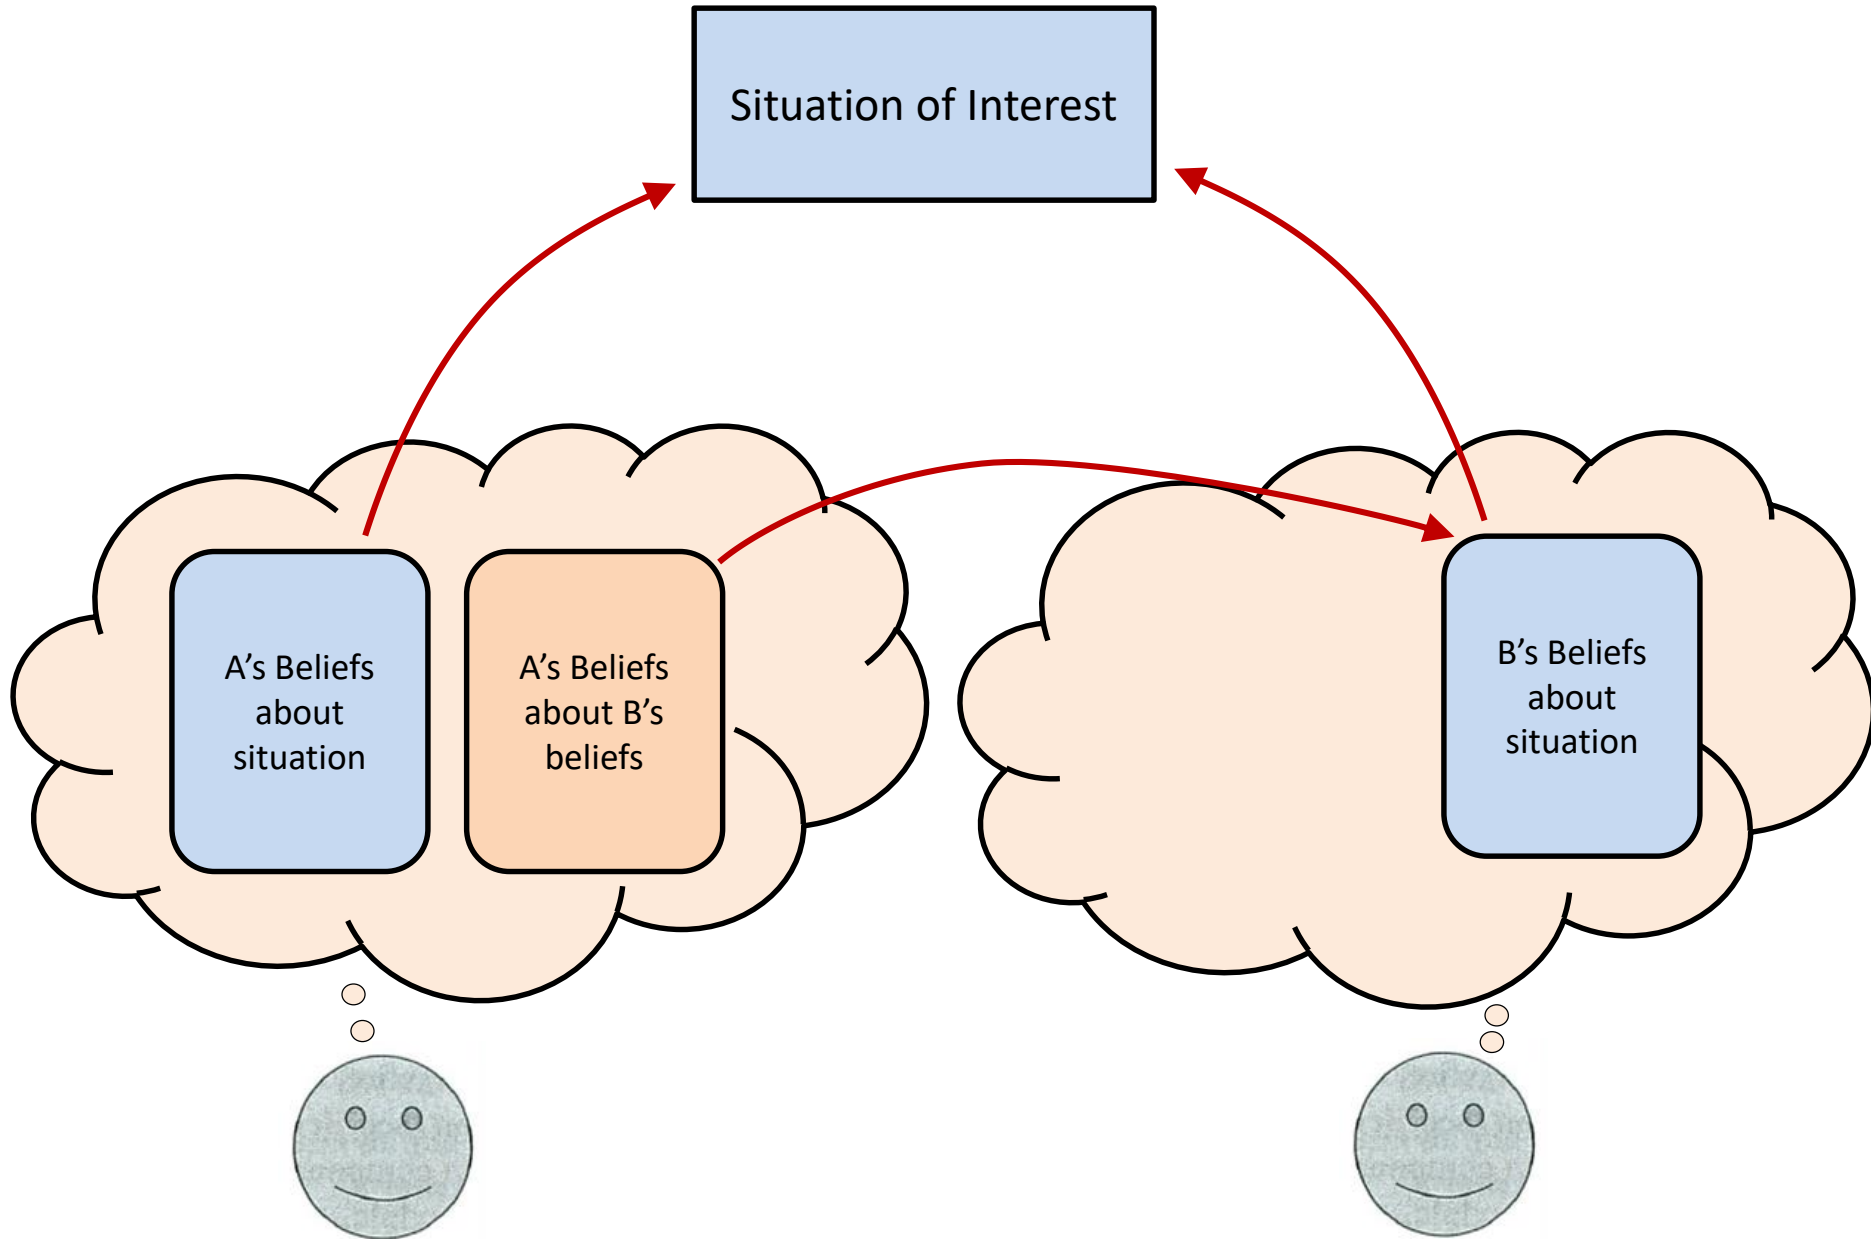 Situation of Interest
A’s Beliefs
about
situation
A’s Beliefs
about B’s
beliefs
B’s Beliefs
about
situation